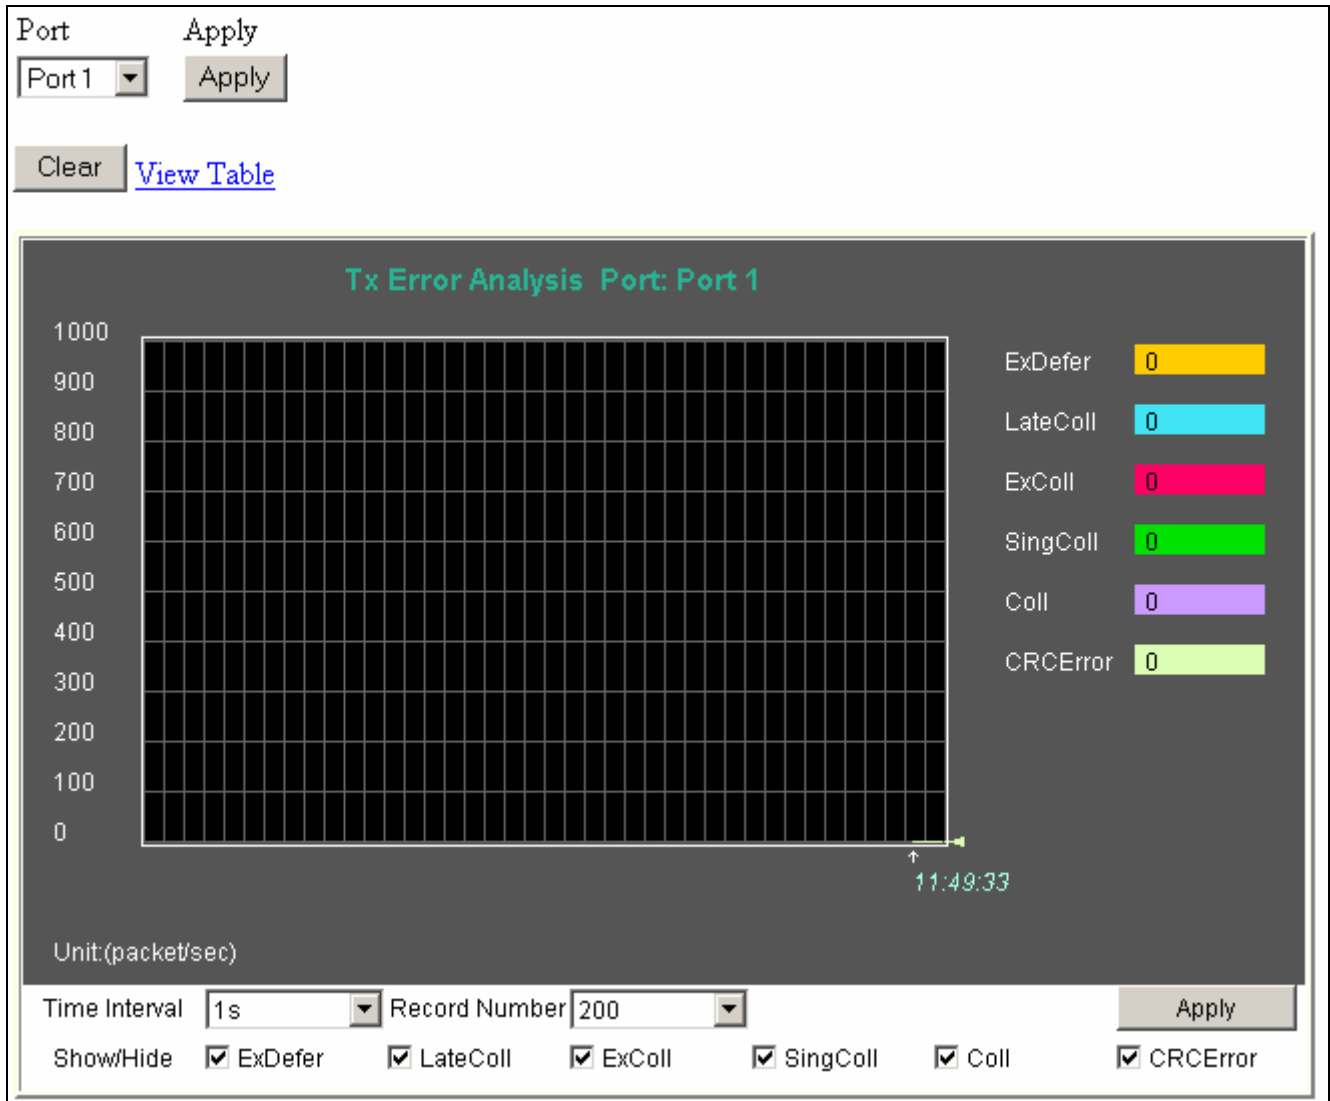 Port Apply
Port 1 Apply
Clear View Table
Tx Error Analysis Port: Port 1
1000
900
800
700
600
500
400
300
200
100
0
ExDefer 0
LateColl 0
ExColl 0
SingColl 0
Coll 0
CRCError 0
11:49:33
Unit:(packet/sec)
Time Interval 1s Record Number 200 Apply
Show/Hide ExDefer LateColl ExColl SingColl Coll CRCError